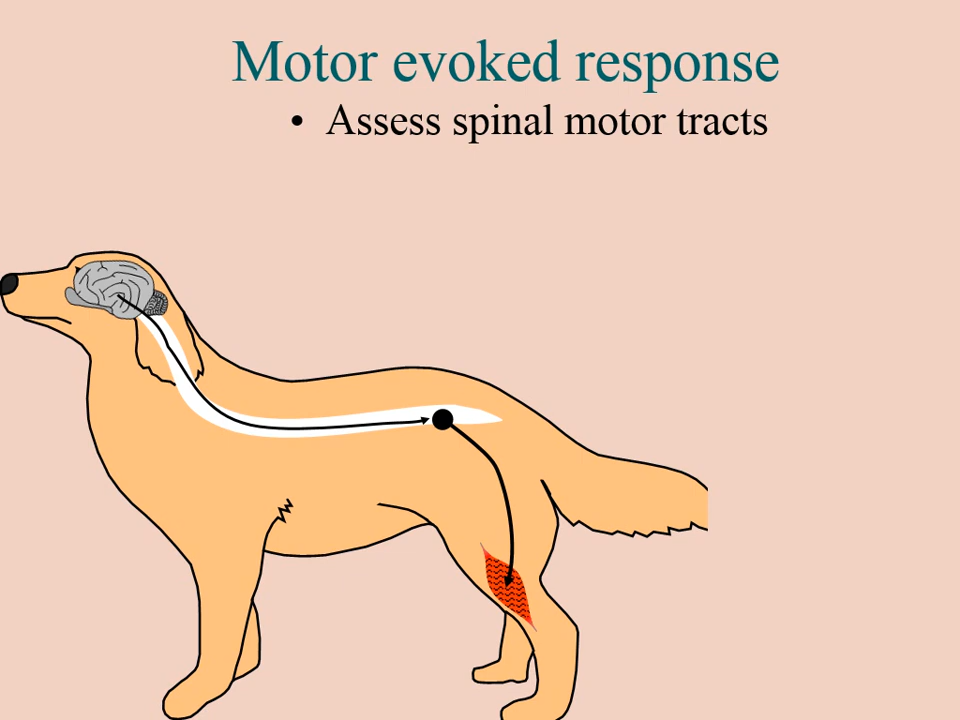 Motor evoked response
• Assess spinal motor tracts